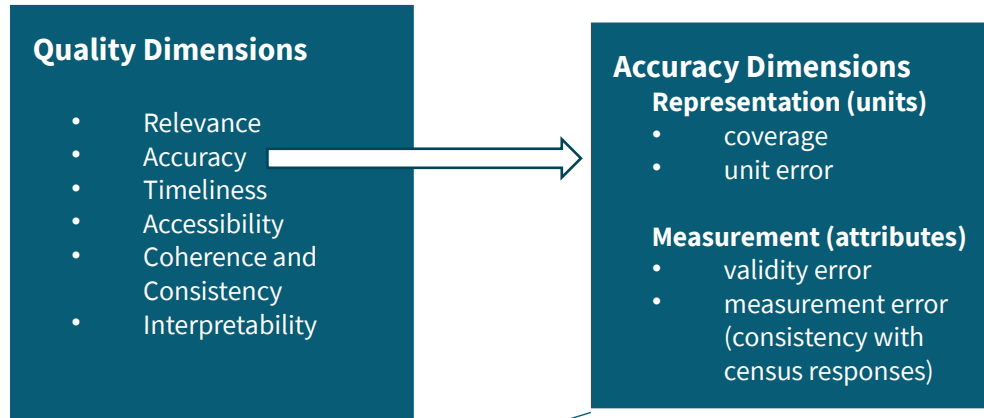 Quality Dimensions
• Relevance
• Accuracy
• Timeliness
• Accessibility
• Coherence and
Consistency
• Interpretability
Accuracy Dimensions
Representation (units)
• coverage
• unit error
Measurement (attributes)
• validity error
• measurement error
(consistency with
census responses)